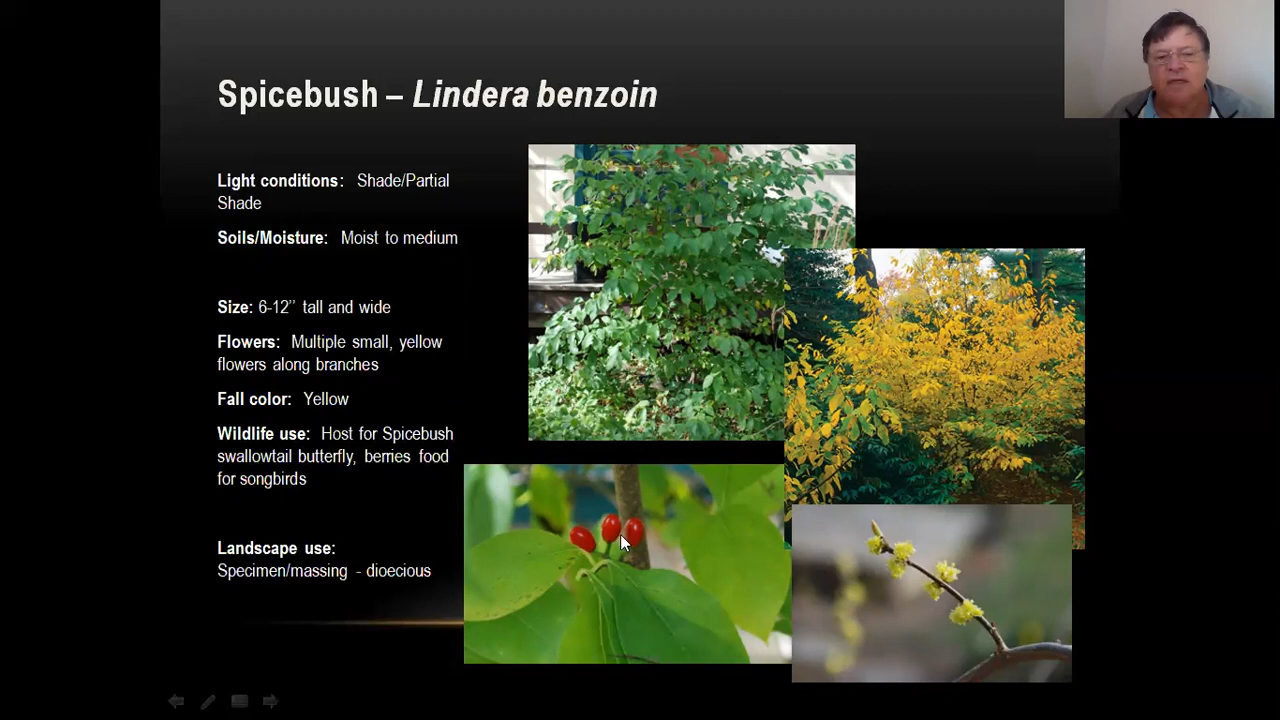 Spicebush – Lindera benzoin
Light conditions: Shade/Partial
Shade
Soils/Moisture: Moist to medium
Size: 6-12’’ tall and wide
Flowers: Multiple small, yellow
flowers along branches
Fall color: Yellow
Wildlife use: Host for Spicebush
swallowtail butterfly, berries food
for songbirds
Landscape use:
Specimen/massing - dioecious